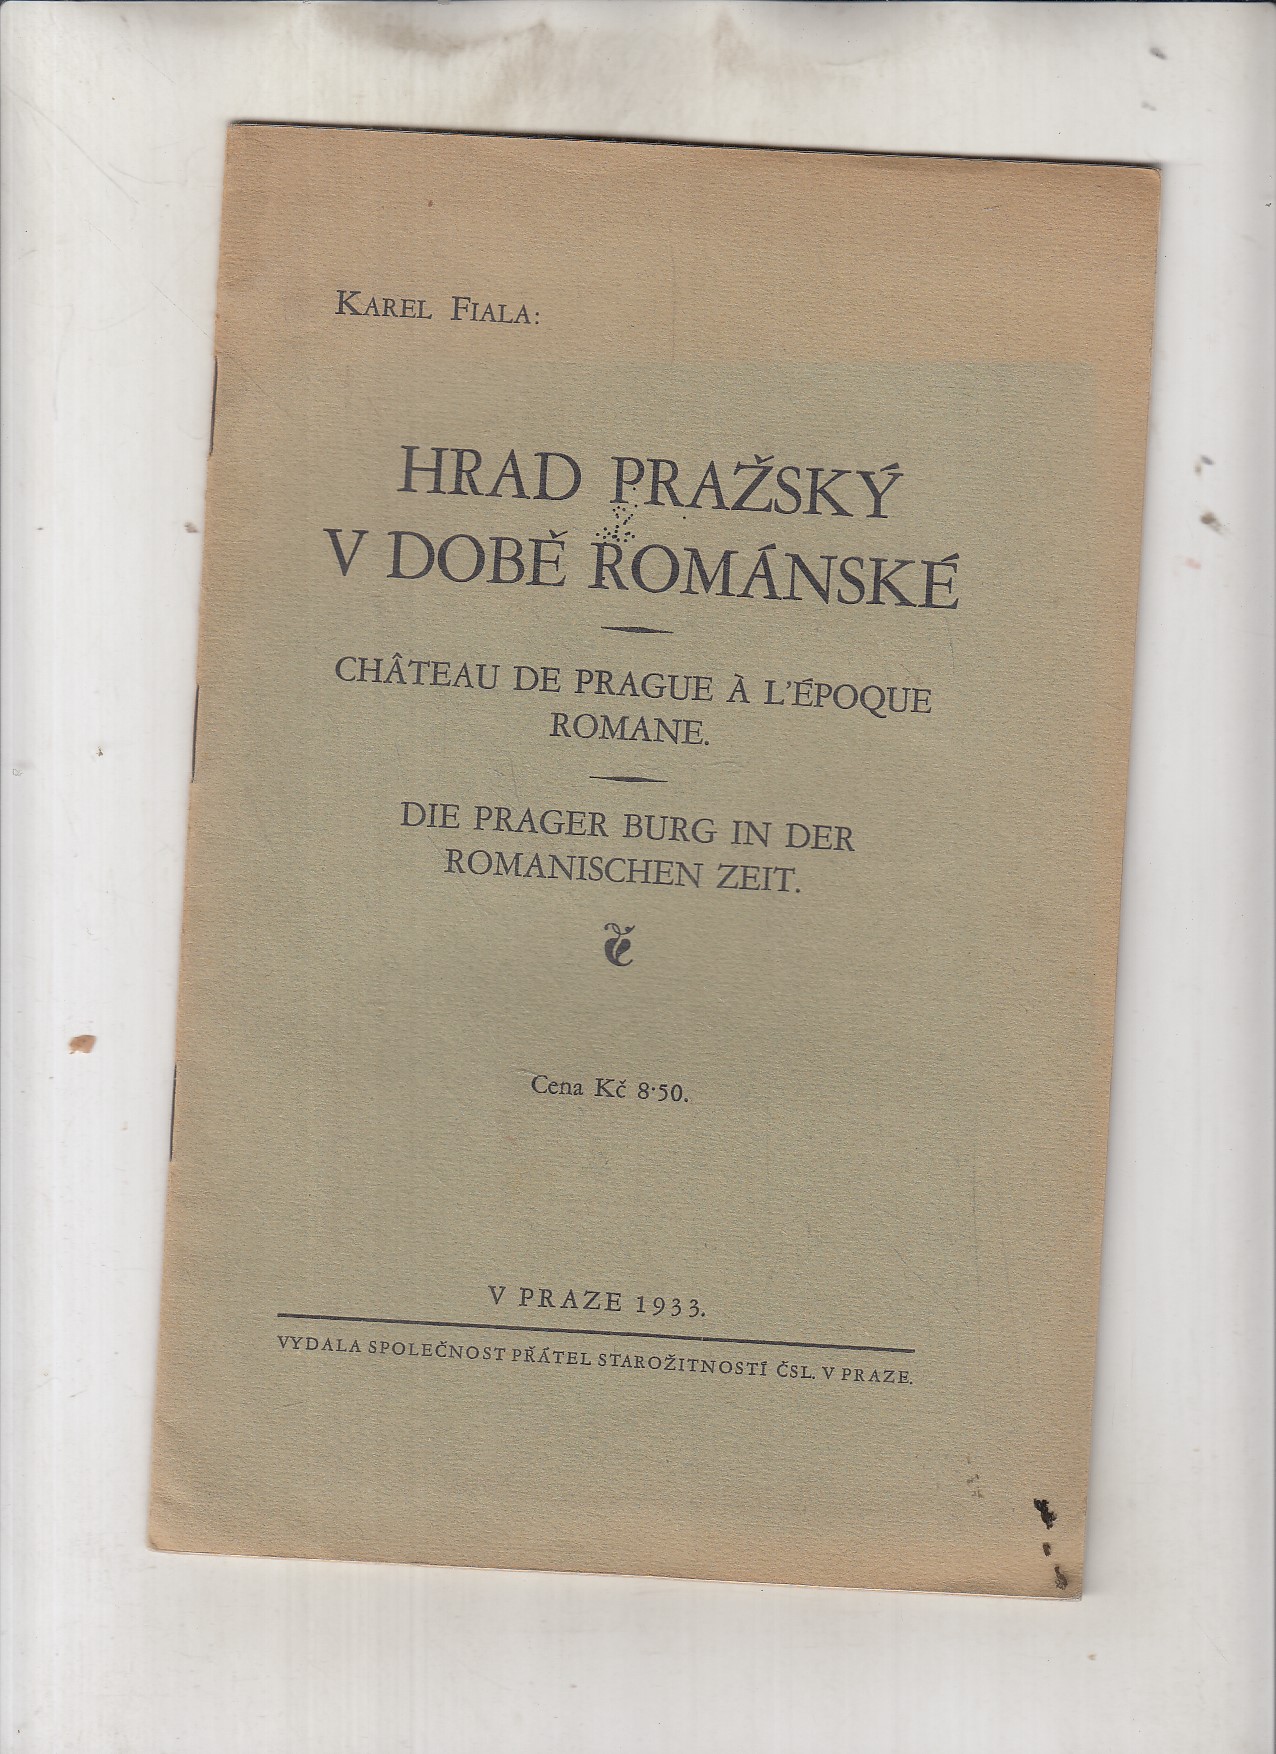 KAREL FIALA:
HRAD PRAŽSKÝ
V DOBĚ ROMÁNSKÉ
CHÂTEAU DE PRAGUE À L'ÉPOQUE
ROMANE.
DIE PRAGER BURG IN DER
ROMANISCHEN ZEIT.
Cena Kč 8·50.
V PRAZE 1933.
VYDALA SPOLEČNOST PŘÁTEL STAROŽITNOSTÍ ČSL. V PRAZE.